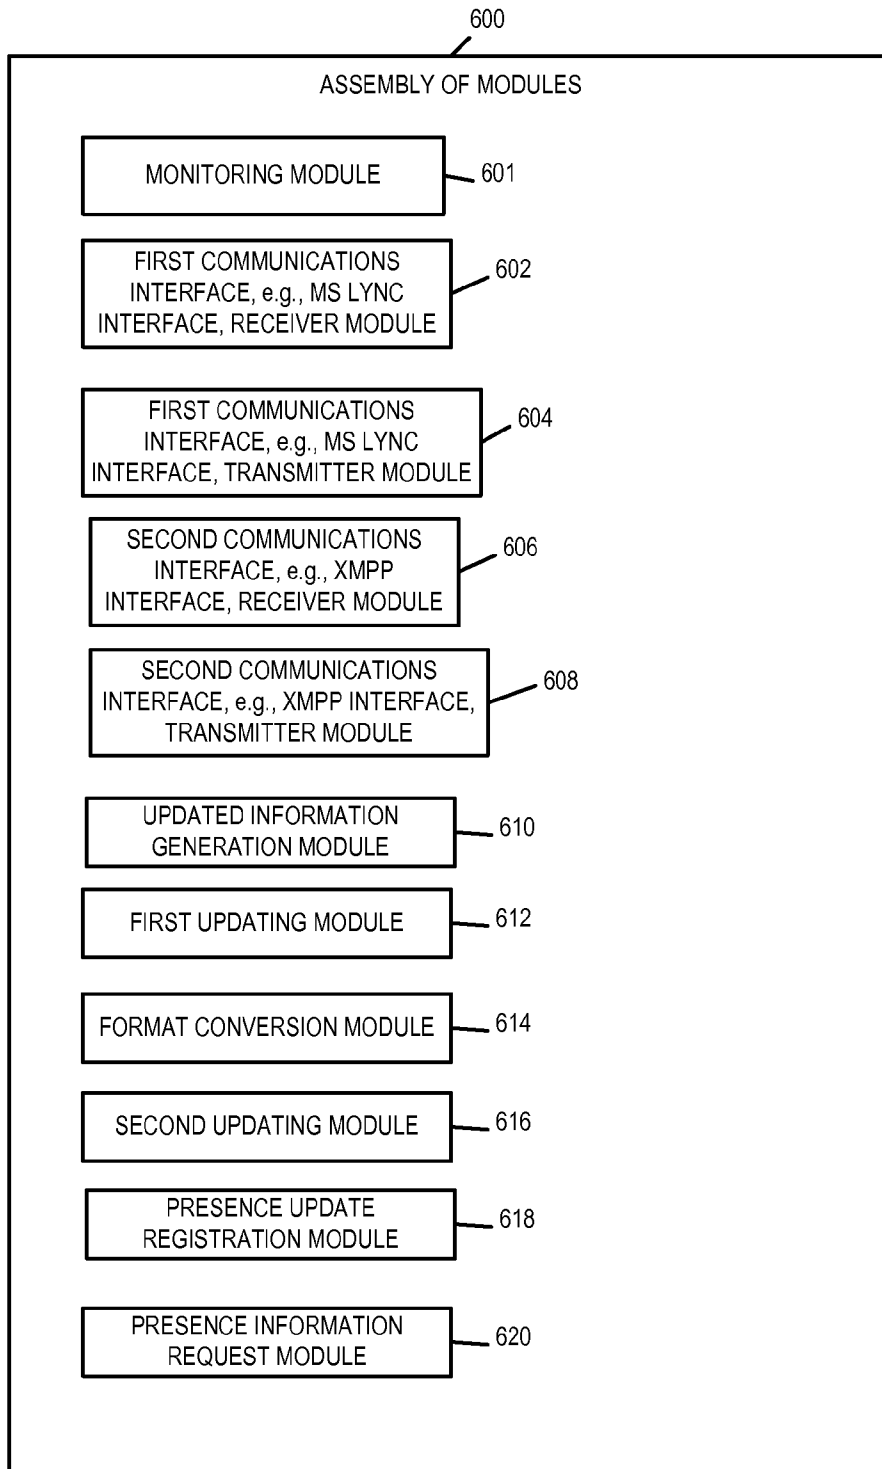 600
ASSEMBLY OF MODULES
MONITORING MODULE
601
FIRST COMMUNICATIONS
INTERFACE, e.g., MS LYNC
INTERFACE, RECEIVER MODULE
602
FIRST COMMUNICATIONS
INTERFACE, e.g., MS LYNC
INTERFACE, TRANSMITTER MODULE
604
SECOND COMMUNICATIONS
INTERFACE, e.g., XMPP
INTERFACE, RECEIVER MODULE
606
SECOND COMMUNICATIONS
INTERFACE, e.g., XMPP INTERFACE,
TRANSMITTER MODULE
608
UPDATED INFORMATION
GENERATION MODULE
610
FIRST UPDATING MODULE
612
FORMAT CONVERSION MODULE
614
SECOND UPDATING MODULE
616
PRESENCE UPDATE
REGISTRATION MODULE
618
PRESENCE INFORMATION
REQUEST MODULE
620